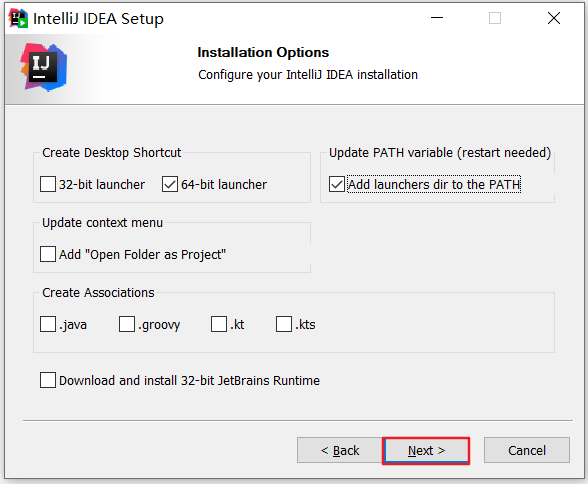 IntelliJ IDEA Setup
IJ
Installation Options
Configure your IntelliJ IDEA installation
Create Desktop Shortcut
32-bit launcher 64-bit launcher
Update PATH variable (restart needed)
Add launchers dir to the PATH
Update context menu
Add "Open Folder as Project"
Create Associations
.java .groovy .kt .kts
Download and install 32-bit JetBrains Runtime
< Back Next > Cancel